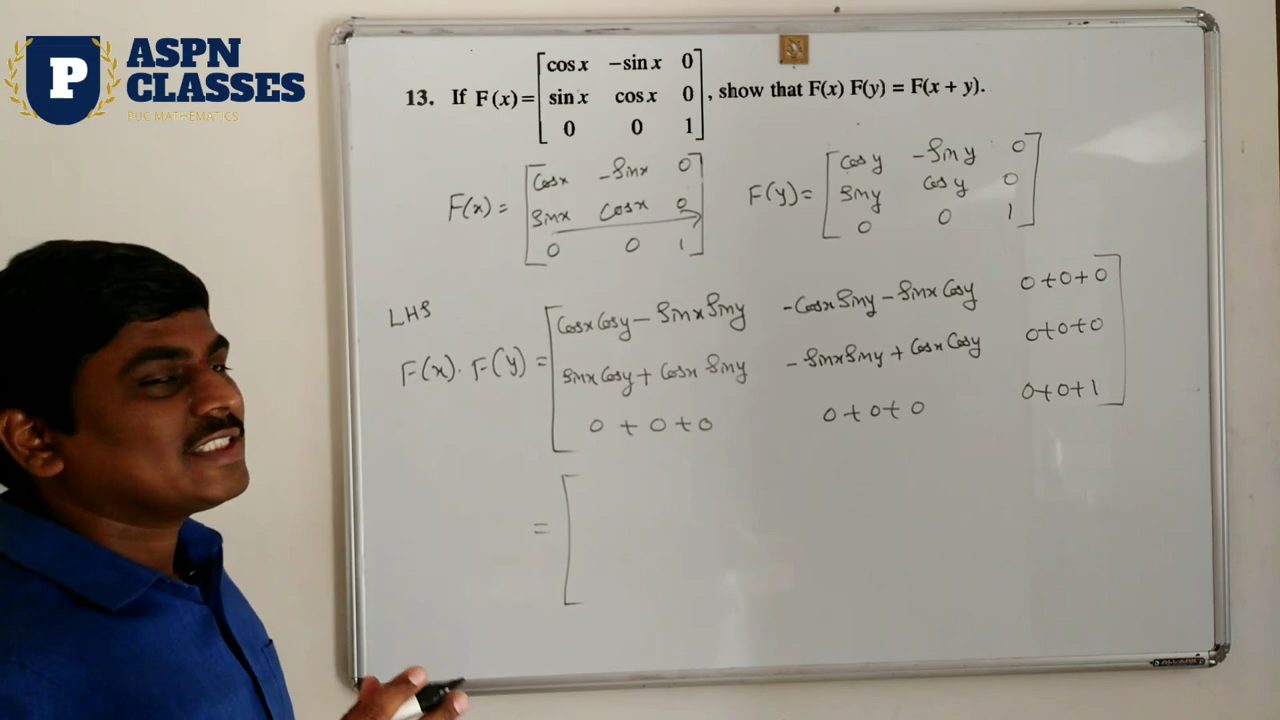 ASPN
CLASSES
PUC MATHEMATICS
P
13. If F(x)= [cos x −sin x 0
sin x cos x 0
0 0 1] , show that F(x) F(y) = F(x + y).
F(x) = [Cosx −Sinx 0
Sinx Cosx 0
0 0 1]
F(y) = [Cosy −Siny 0
Siny Cosy 0
0 0 1]
LHS
F(x). F(y) = [Cosx Cosy − Sinx Siny -Cosx Siny − Sinx Cosy 0+0+0
Sinx Cosy + Cosx Siny - Sinx Siny + Cosx Cosy 0+0+0
0 + 0 + 0 0 + 0 + 0 0+0+1]
= [